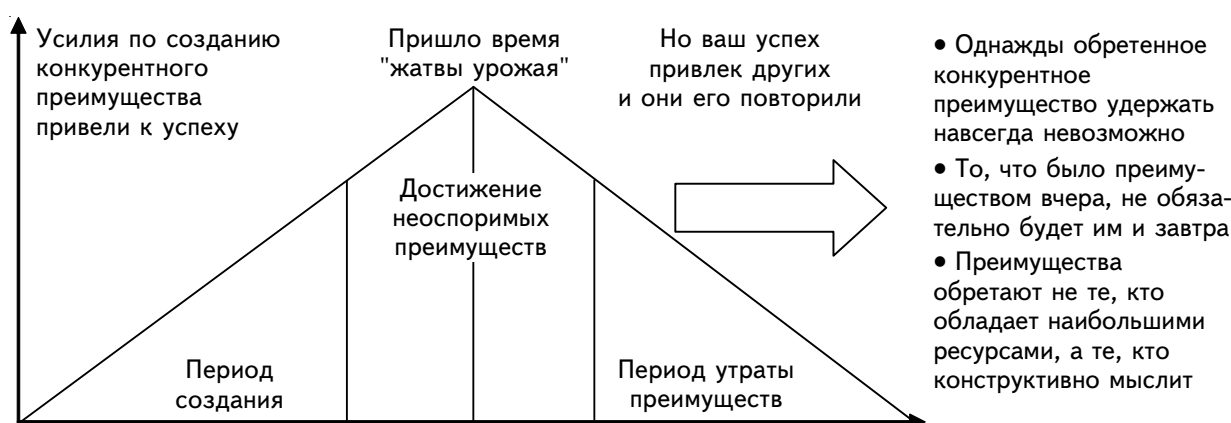 Усилия по созданию
конкурентного
преимущества
привели к успеху
Пришло время
"жатвы урожая"
Но ваш успех
привлек других
и они его повторили
Достижение
неоспоримых
преимуществ
Период
создания
Период утраты
преимуществ
• Однажды обретенное
конкурентное
преимущество удержать
навсегда невозможно
• То, что было преиму-
ществом вчера, не обяза-
тельно будет им и завтра
• Преимущества
обретают не те, кто
обладает наибольшими
ресурсами, а те, кто
конструктивно мыслит